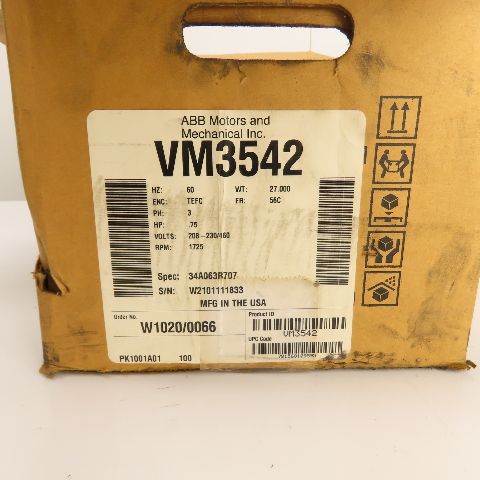 ABB Motors and
Mechanical Inc.
VM3542
HZ: 60 WT: 27.000
ENC: TEFC FR: 56C
PH: 3
HP: .75
VOLTS: 208-230/460
RPM: 1725
Spec: 34A063R707
S/N: W2101111833
MFG IN THE USA
Order No. Product ID
W1020/0066
VM3542
UPC Code
PK1001A01 100